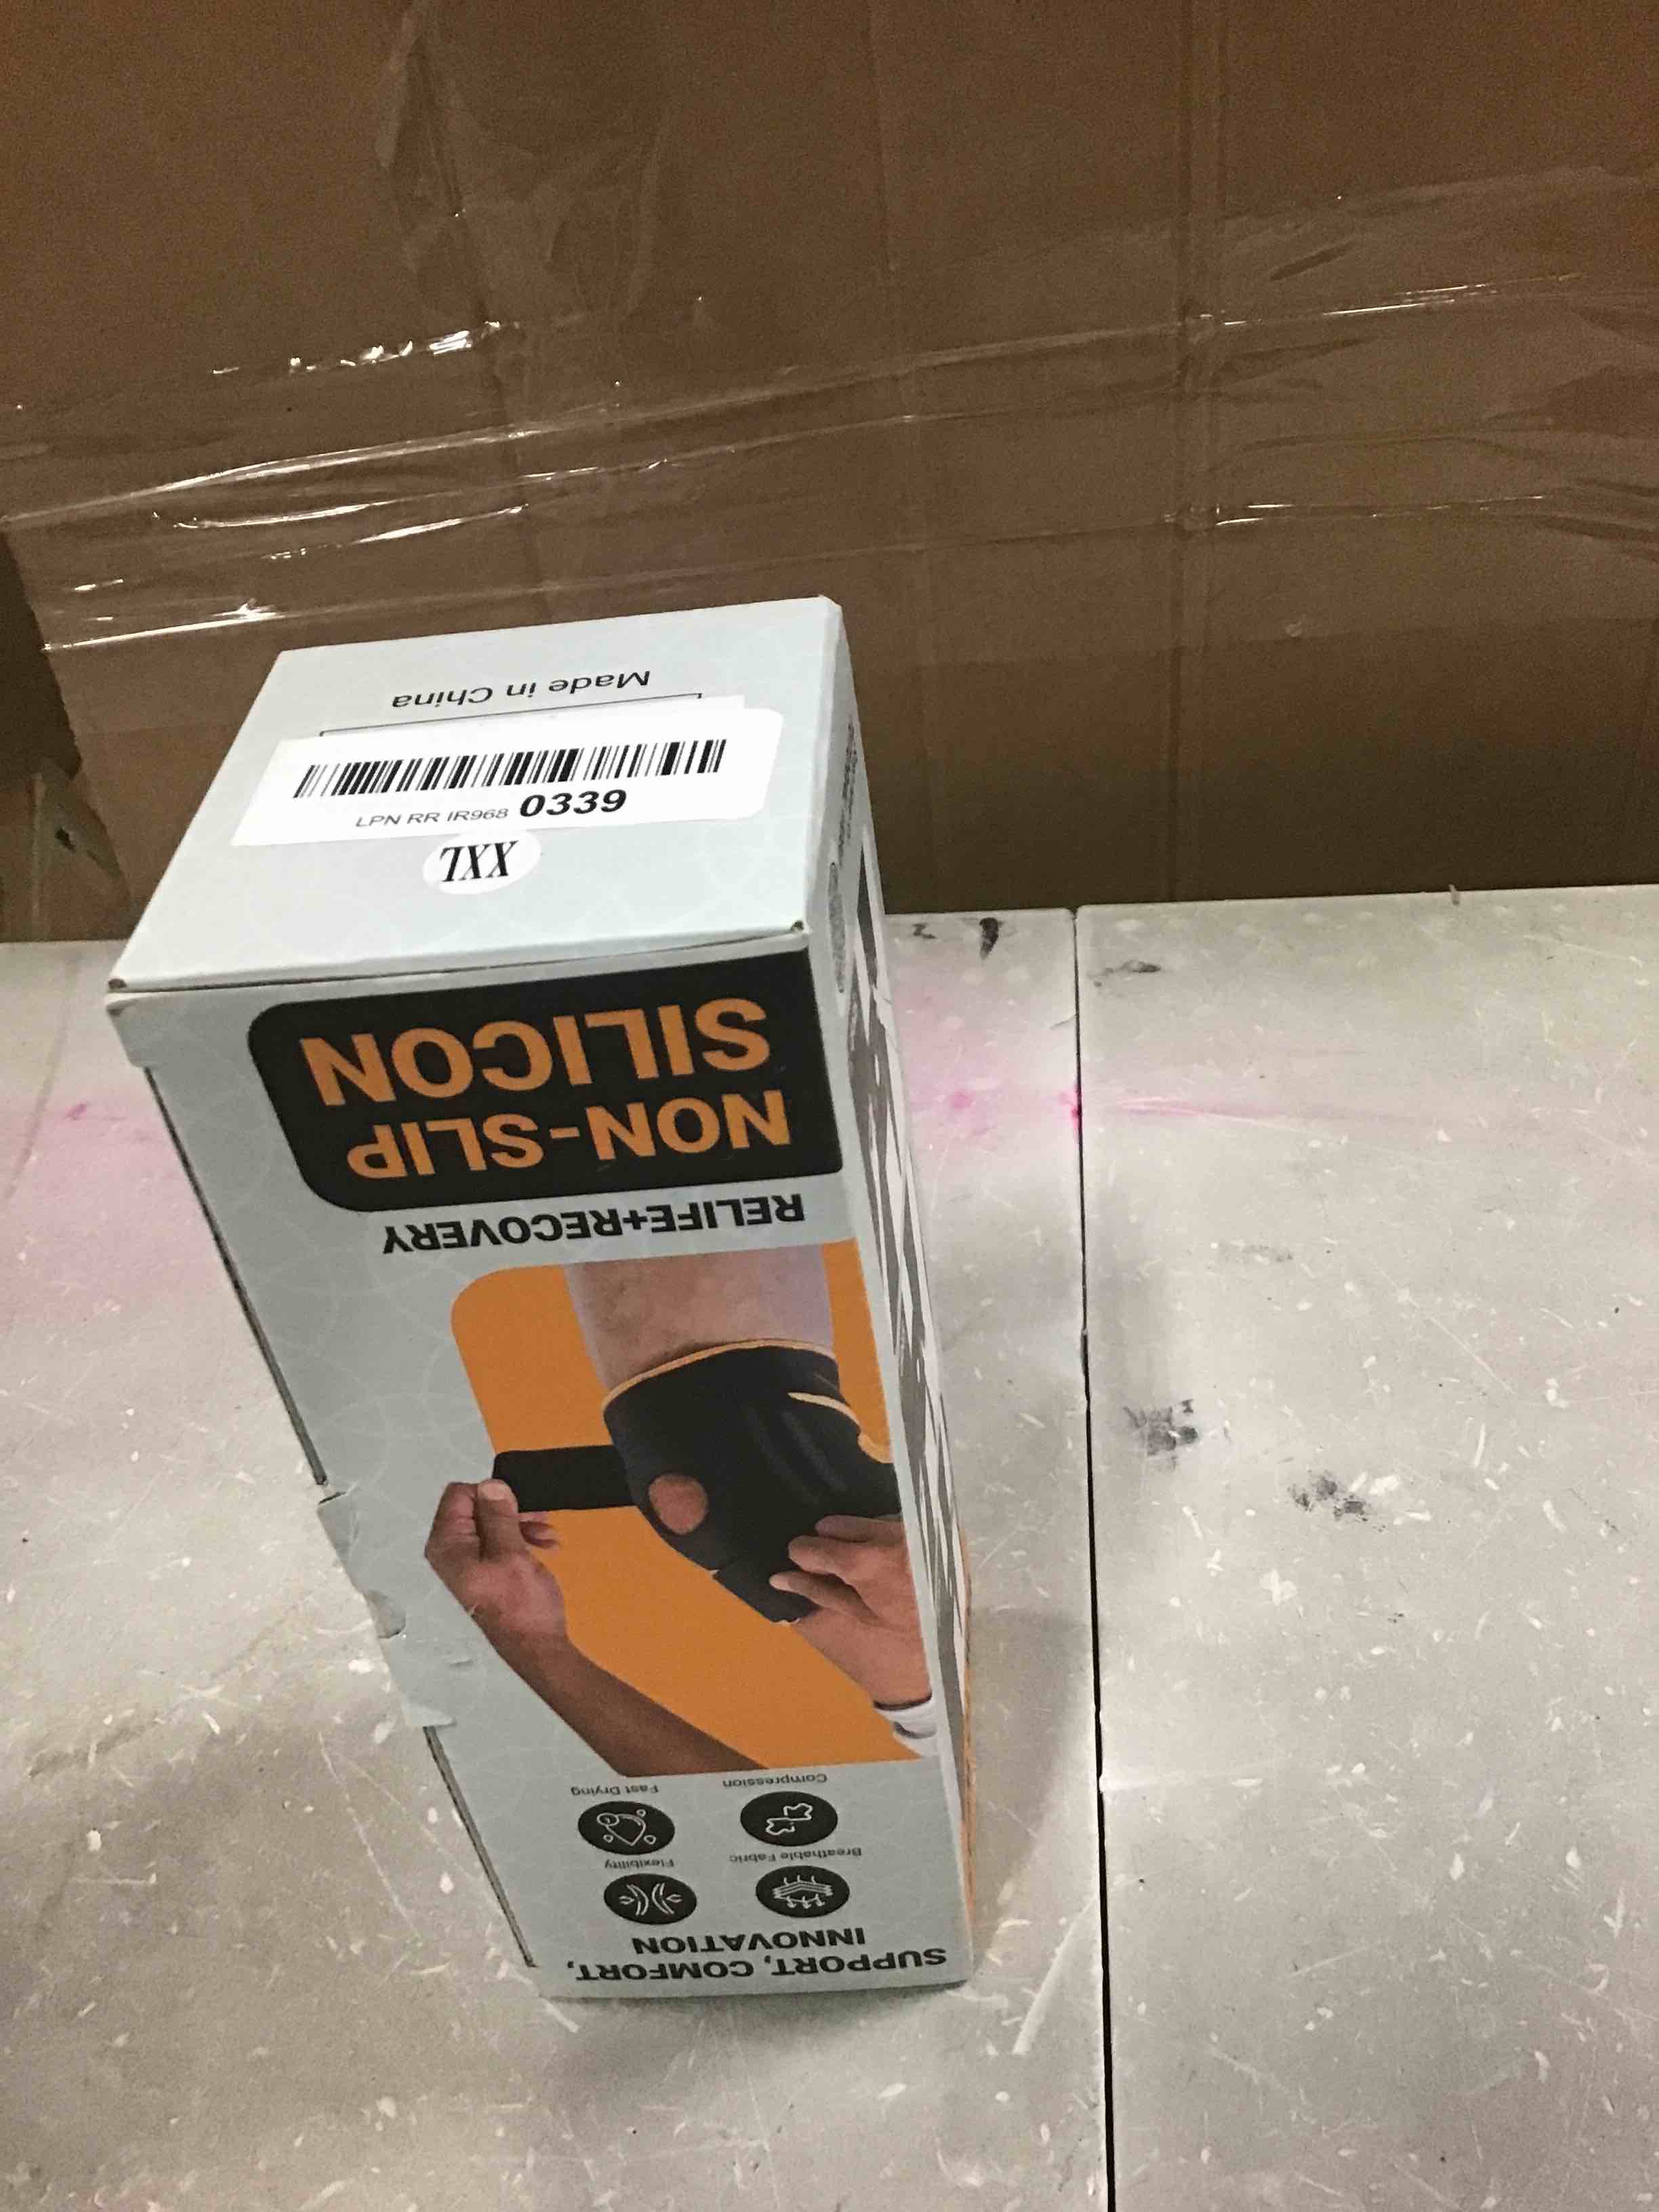 Made in China
LPN RR IR968 0339
XXL
SUPPORT, COMFORT,
INNOVATION
Breathable Fabric
Flexibility
Compression
Fast Drying
RELIFE+RECOVERY
NON-SLIP
SILICON